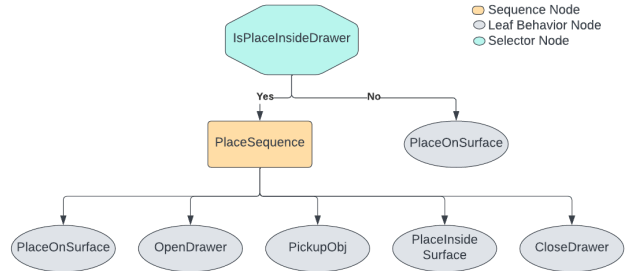 IsPlaceInsideDrawer
Sequence Node
Leaf Behavior Node
Selector Node
Yes
No
PlaceSequence
PlaceOnSurface
PlaceOnSurface
OpenDrawer
PickupObj
PlaceInside
Surface
CloseDrawer